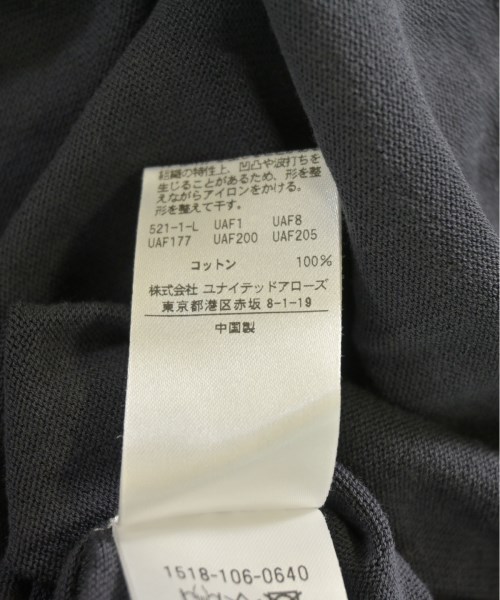 組織の特性上、凹凸や波打ちを
生じることがあるため、形を整
えながらアイロンをかける。
形を整えて干す。
521-1-L UAF1 UAF8
UAF177 UAF200 UAF205
コットン 100%
株式会社 ユナイテッドアローズ
東京都港区赤坂 8-1-19
中国製
1518-106-0640